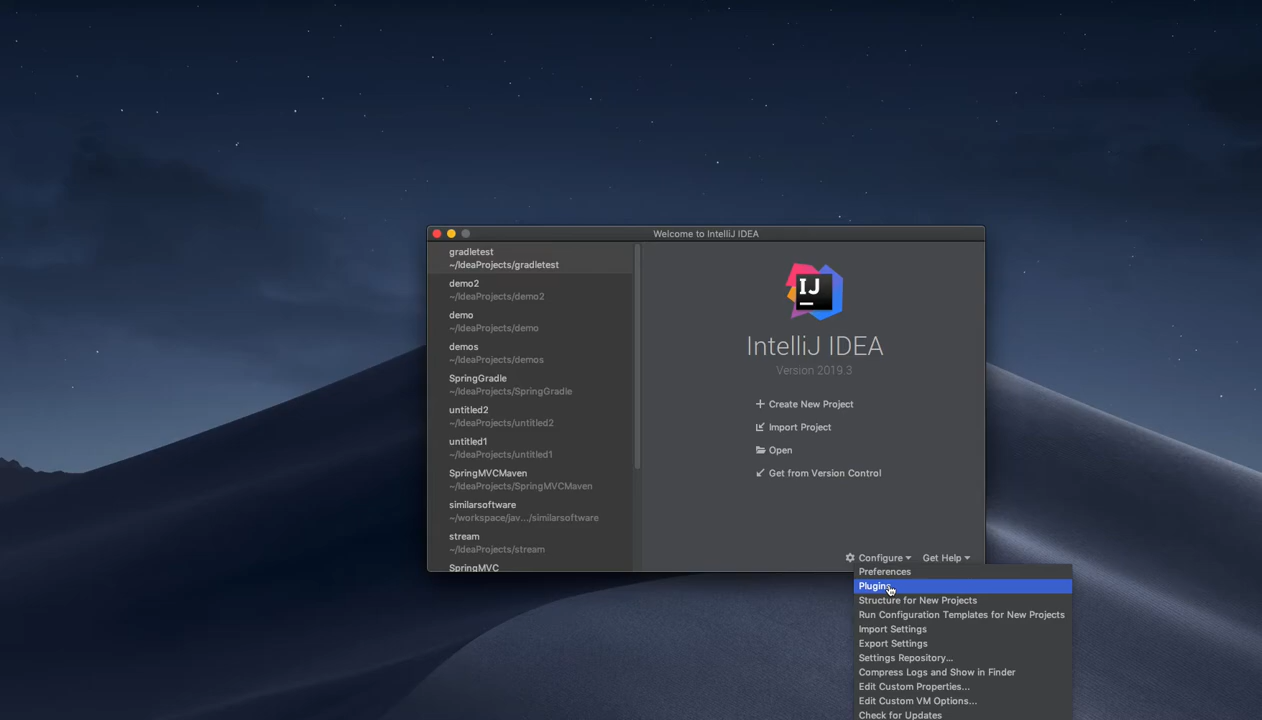 Welcome to IntelliJ IDEA
gradletest
~/IdeaProjects/gradletest
demo2
~/IdeaProjects/demo2
demo
~/IdeaProjects/demo
demos
~/IdeaProjects/demos
SpringGradle
~/IdeaProjects/SpringGradle
untitled2
~/IdeaProjects/untitled2
untitled1
~/IdeaProjects/untitled1
SpringMVCMaven
~/IdeaProjects/SpringMVCMaven
similarsoftware
~/workspace/jav.../similarsoftware
stream
~/IdeaProjects/stream
SpringMVC
IJ
IntelliJ IDEA
Version 2019.3
Create New Project
Import Project
Open
Get from Version Control
Configure
Get Help
Preferences
Plugins
Structure for New Projects
Run Configuration Templates for New Projects
Import Settings
Export Settings
Settings Repository...
Compress Logs and Show in Finder
Edit Custom Properties...
Edit Custom VM Options...
Check for Updates